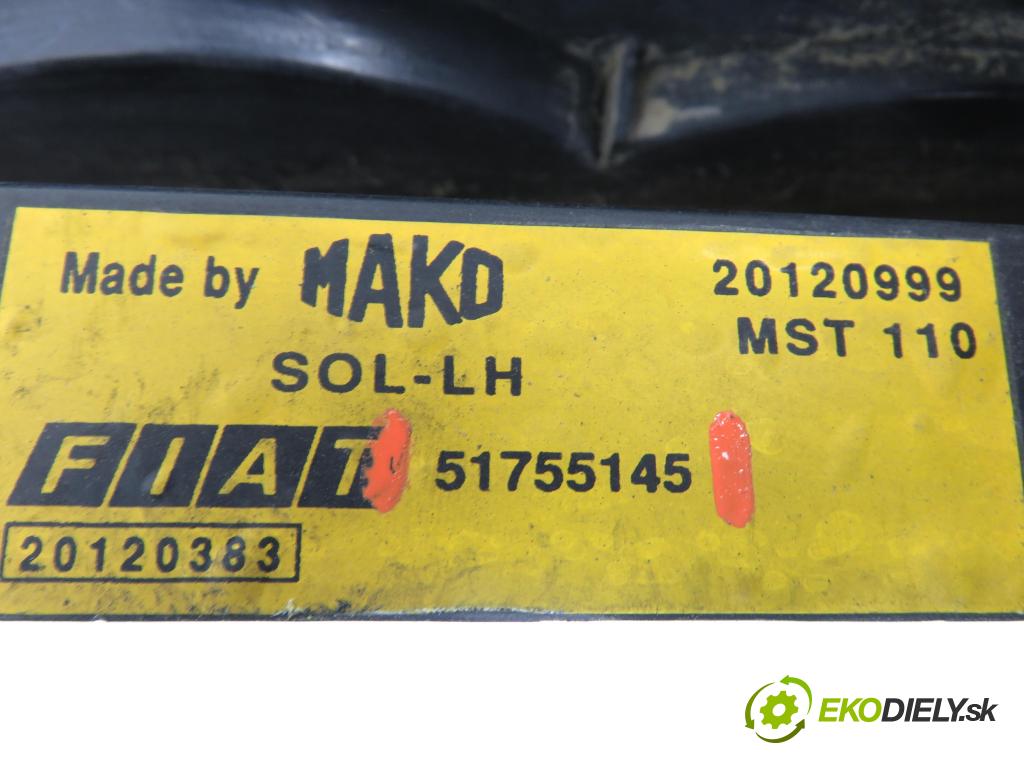 Made by MAKO 20120999
MST 110
SOL-LH
FIAT 51755145
20120383
EKODIELY.sk